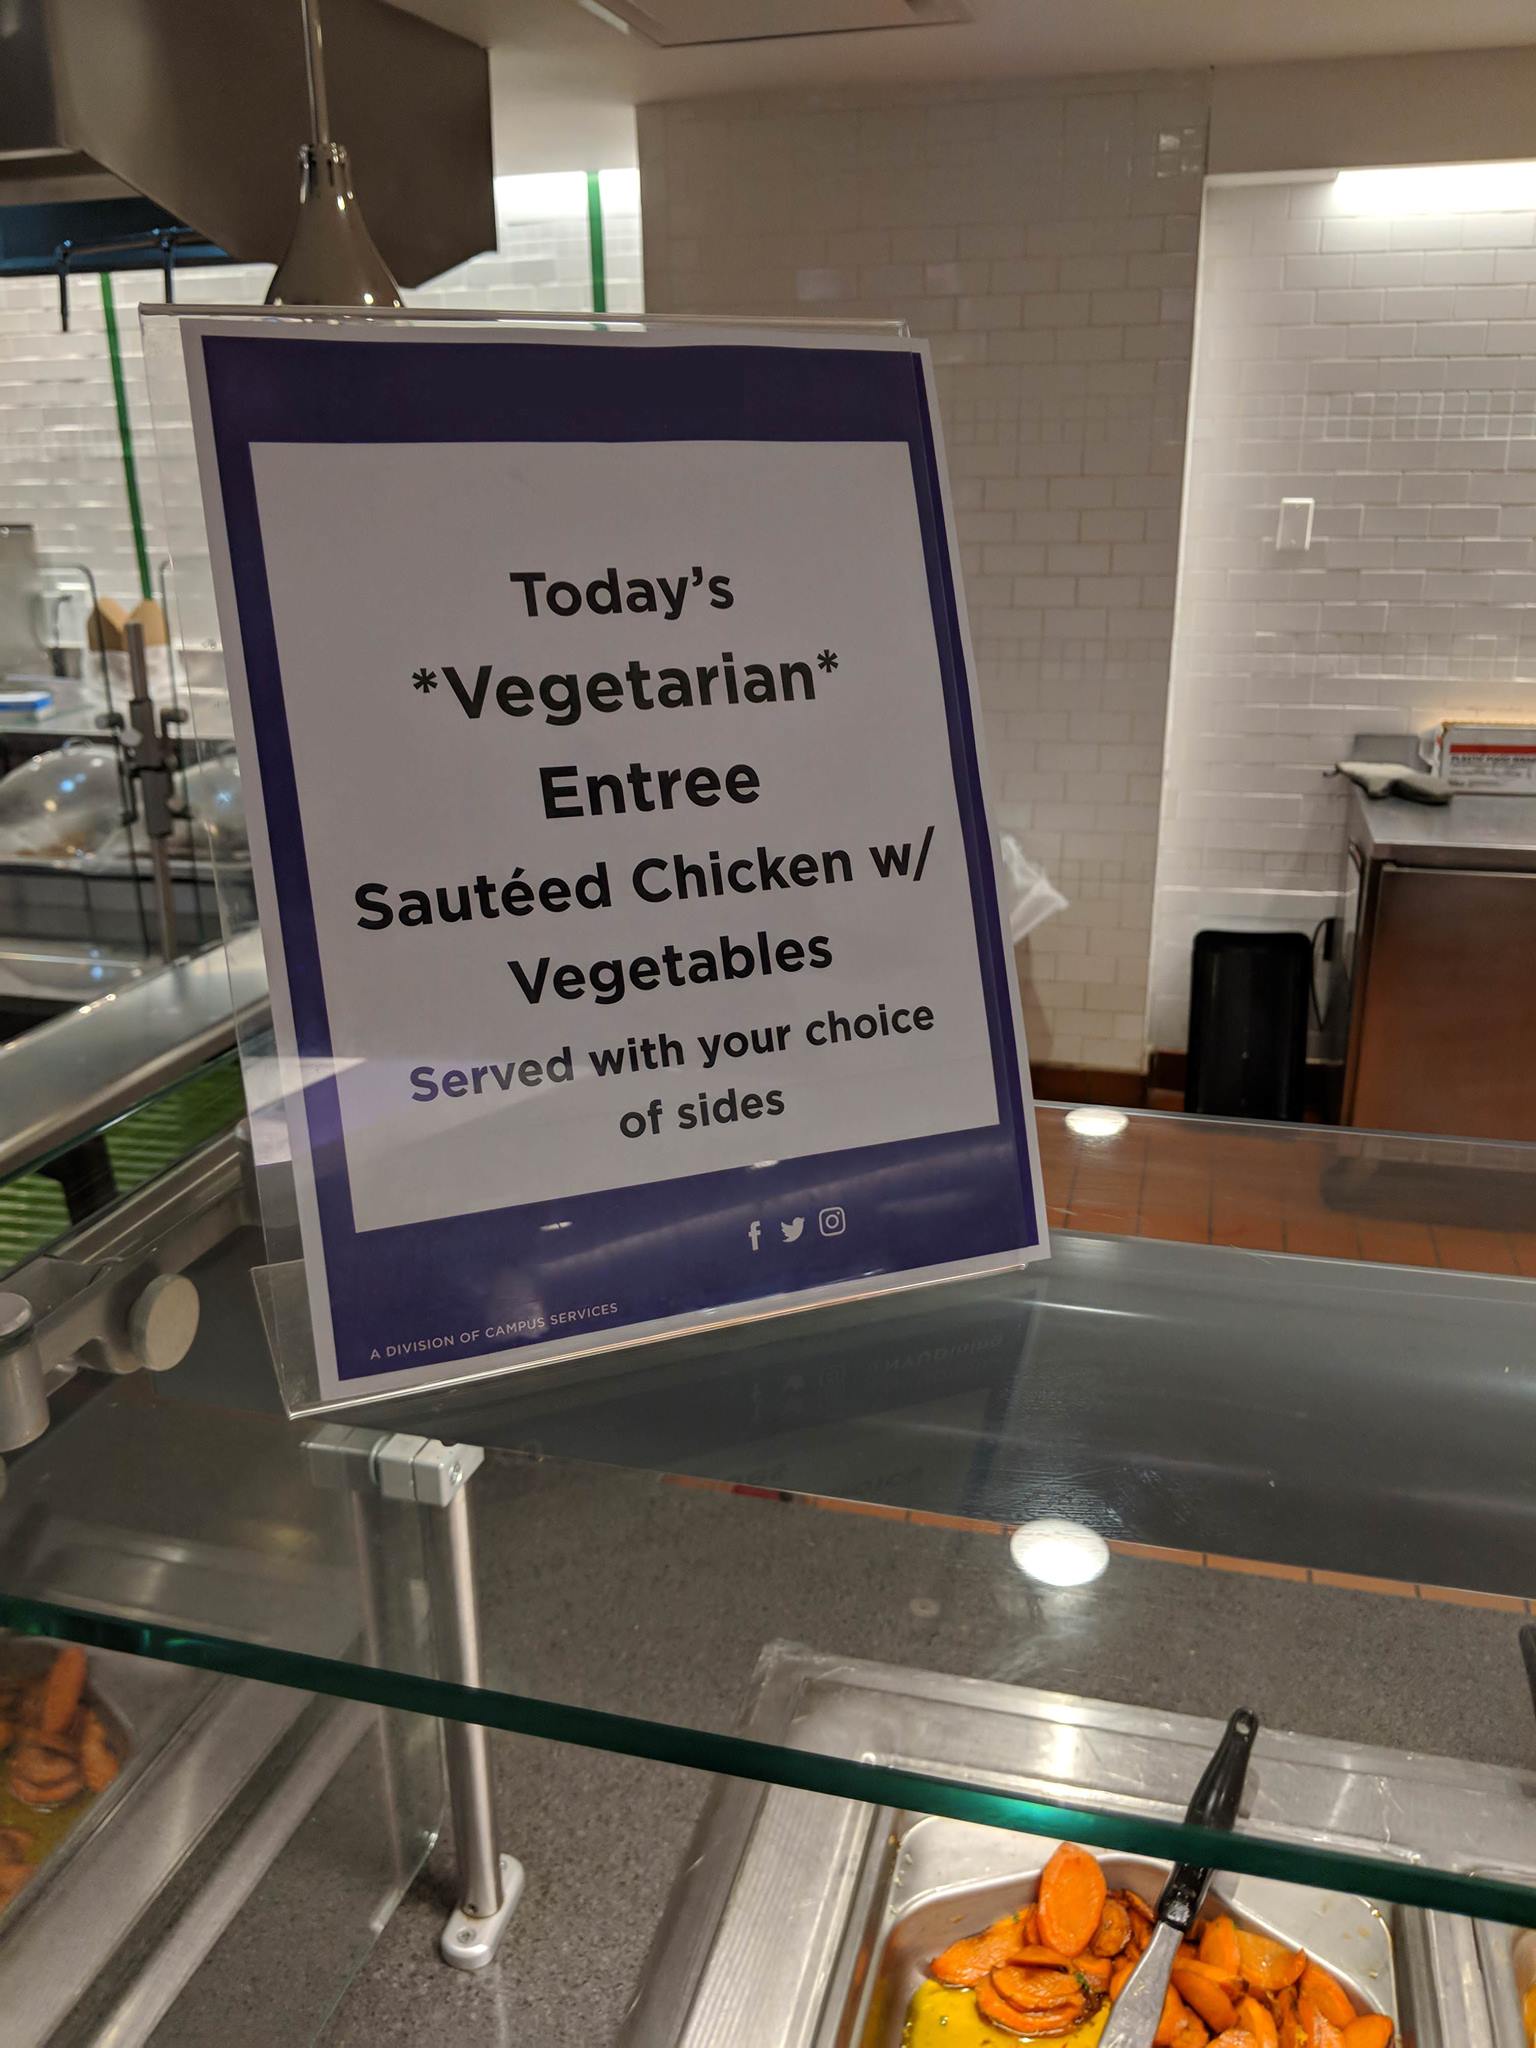 Today's
*Vegetarian*
Entree
Sautéed Chicken w/
Vegetables
Served with your choice
of sides
A DIVISION OF CAMPUS SERVICES